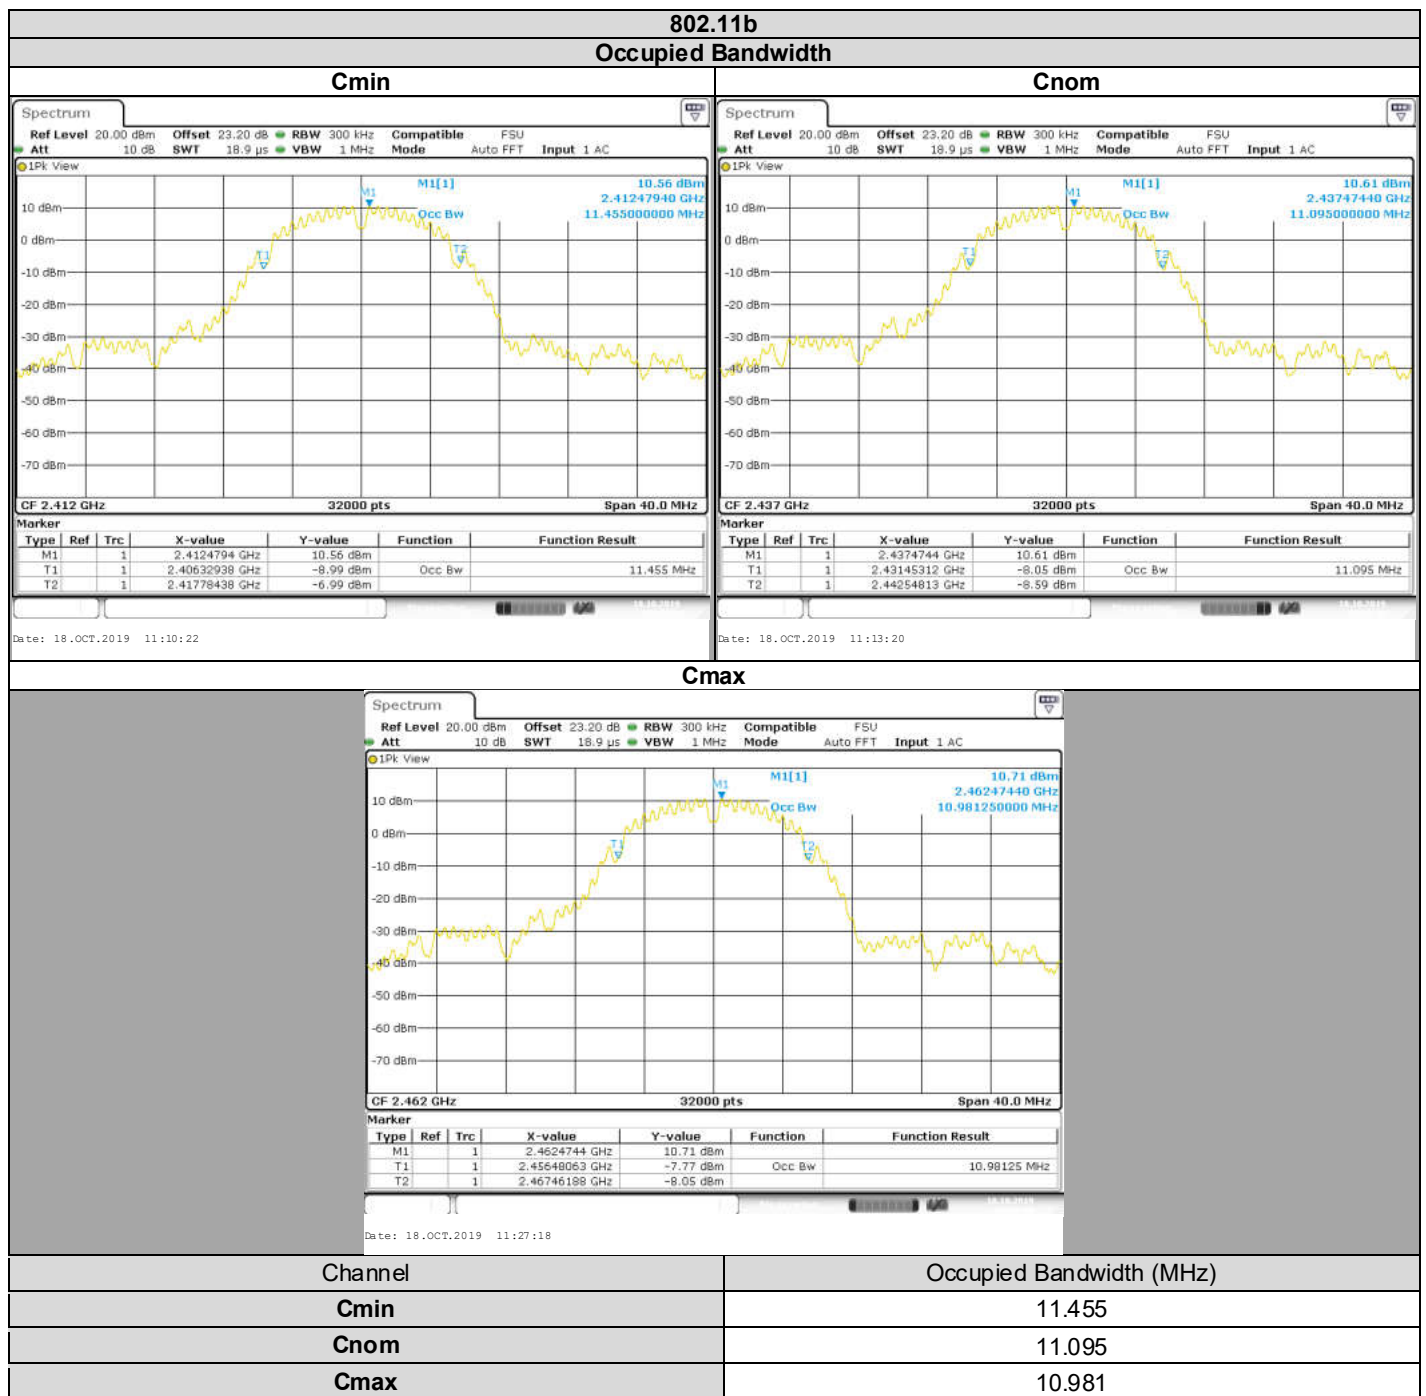 802.11b
Occupied Bandwidth
Cmin
Cnom
Spectrum
Ref Level 20.00 dBm Offset 23.20 dB RBW 300 kHz Compatible FSU
Att 10 dB SWT 18.9 µs VBW 1 MHz Mode Auto FFT Input 1 AC
1Pk View
M1[1] 10.56 dBm
2.41247940 GHz
Occ Bw 11.455000000 MHz
M1
T1
T2
10 dBm
0 dBm
-10 dBm
-20 dBm
-30 dBm
-40 dBm
-50 dBm
-60 dBm
-70 dBm
CF 2.412 GHz 32000 pts Span 40.0 MHz
Marker
Type Ref Trc X-value Y-value Function Function Result
M1 1 2.4124794 GHz 10.56 dBm
T1 1 2.40632938 GHz -8.99 dBm Occ Bw 11.455 MHz
T2 1 2.41778438 GHz -6.99 dBm
Date: 18.OCT.2019 11:10:22
Spectrum
Ref Level 20.00 dBm Offset 23.20 dB RBW 300 kHz Compatible FSU
Att 10 dB SWT 18.9 µs VBW 1 MHz Mode Auto FFT Input 1 AC
1Pk View
M1[1] 10.61 dBm
2.43747440 GHz
Occ Bw 11.095000000 MHz
M1
T1
T2
10 dBm
0 dBm
-10 dBm
-20 dBm
-30 dBm
-40 dBm
-50 dBm
-60 dBm
-70 dBm
CF 2.437 GHz 32000 pts Span 40.0 MHz
Marker
Type Ref Trc X-value Y-value Function Function Result
M1 1 2.4374744 GHz 10.61 dBm
T1 1 2.43145312 GHz -8.05 dBm Occ Bw 11.095 MHz
T2 1 2.44254813 GHz -8.59 dBm
Date: 18.OCT.2019 11:13:20
Cmax
Spectrum
Ref Level 20.00 dBm Offset 23.20 dB RBW 300 kHz Compatible FSU
Att 10 dB SWT 18.9 µs VBW 1 MHz Mode Auto FFT Input 1 AC
1Pk View
M1[1] 10.71 dBm
2.46247440 GHz
Occ Bw 10.981250000 MHz
M1
T1
T2
10 dBm
0 dBm
-10 dBm
-20 dBm
-30 dBm
-40 dBm
-50 dBm
-60 dBm
-70 dBm
CF 2.462 GHz 32000 pts Span 40.0 MHz
Marker
Type Ref Trc X-value Y-value Function Function Result
M1 1 2.4624744 GHz 10.71 dBm
T1 1 2.45648063 GHz -7.77 dBm Occ Bw 10.98125 MHz
T2 1 2.46746188 GHz -8.05 dBm
Date: 18.OCT.2019 11:27:18
Channel Occupied Bandwidth (MHz)
Cmin 11.455
Cnom 11.095
Cmax 10.981